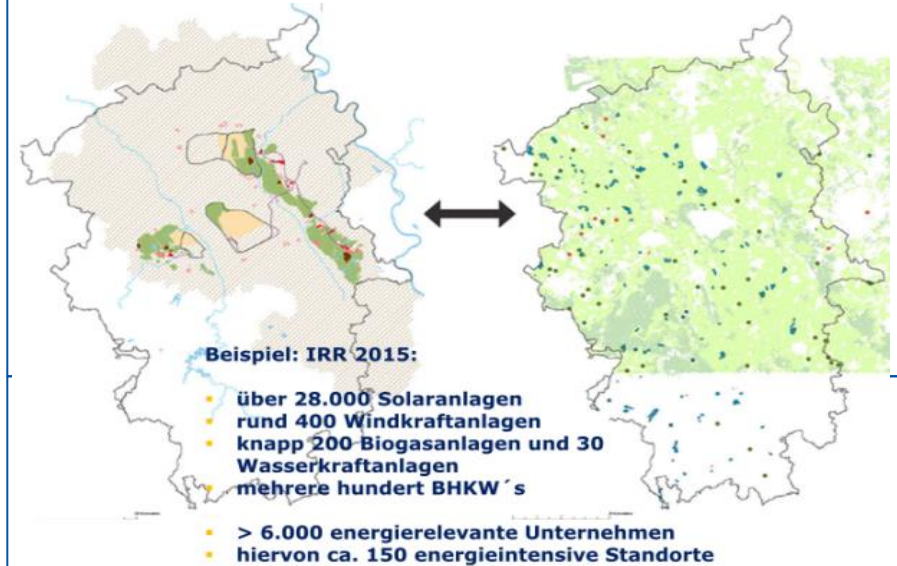 Beispiel: IRR 2015:
▪ über 28.000 Solaranlagen
▪ rund 400 Windkraftanlagen
▪ knapp 200 Biogasanlagen und 30
Wasserkraftanlagen
▪ mehrere hundert BHKW´s
▪ > 6.000 energierelevante Unternehmen
▪ hiervon ca. 150 energieintensive Standorte